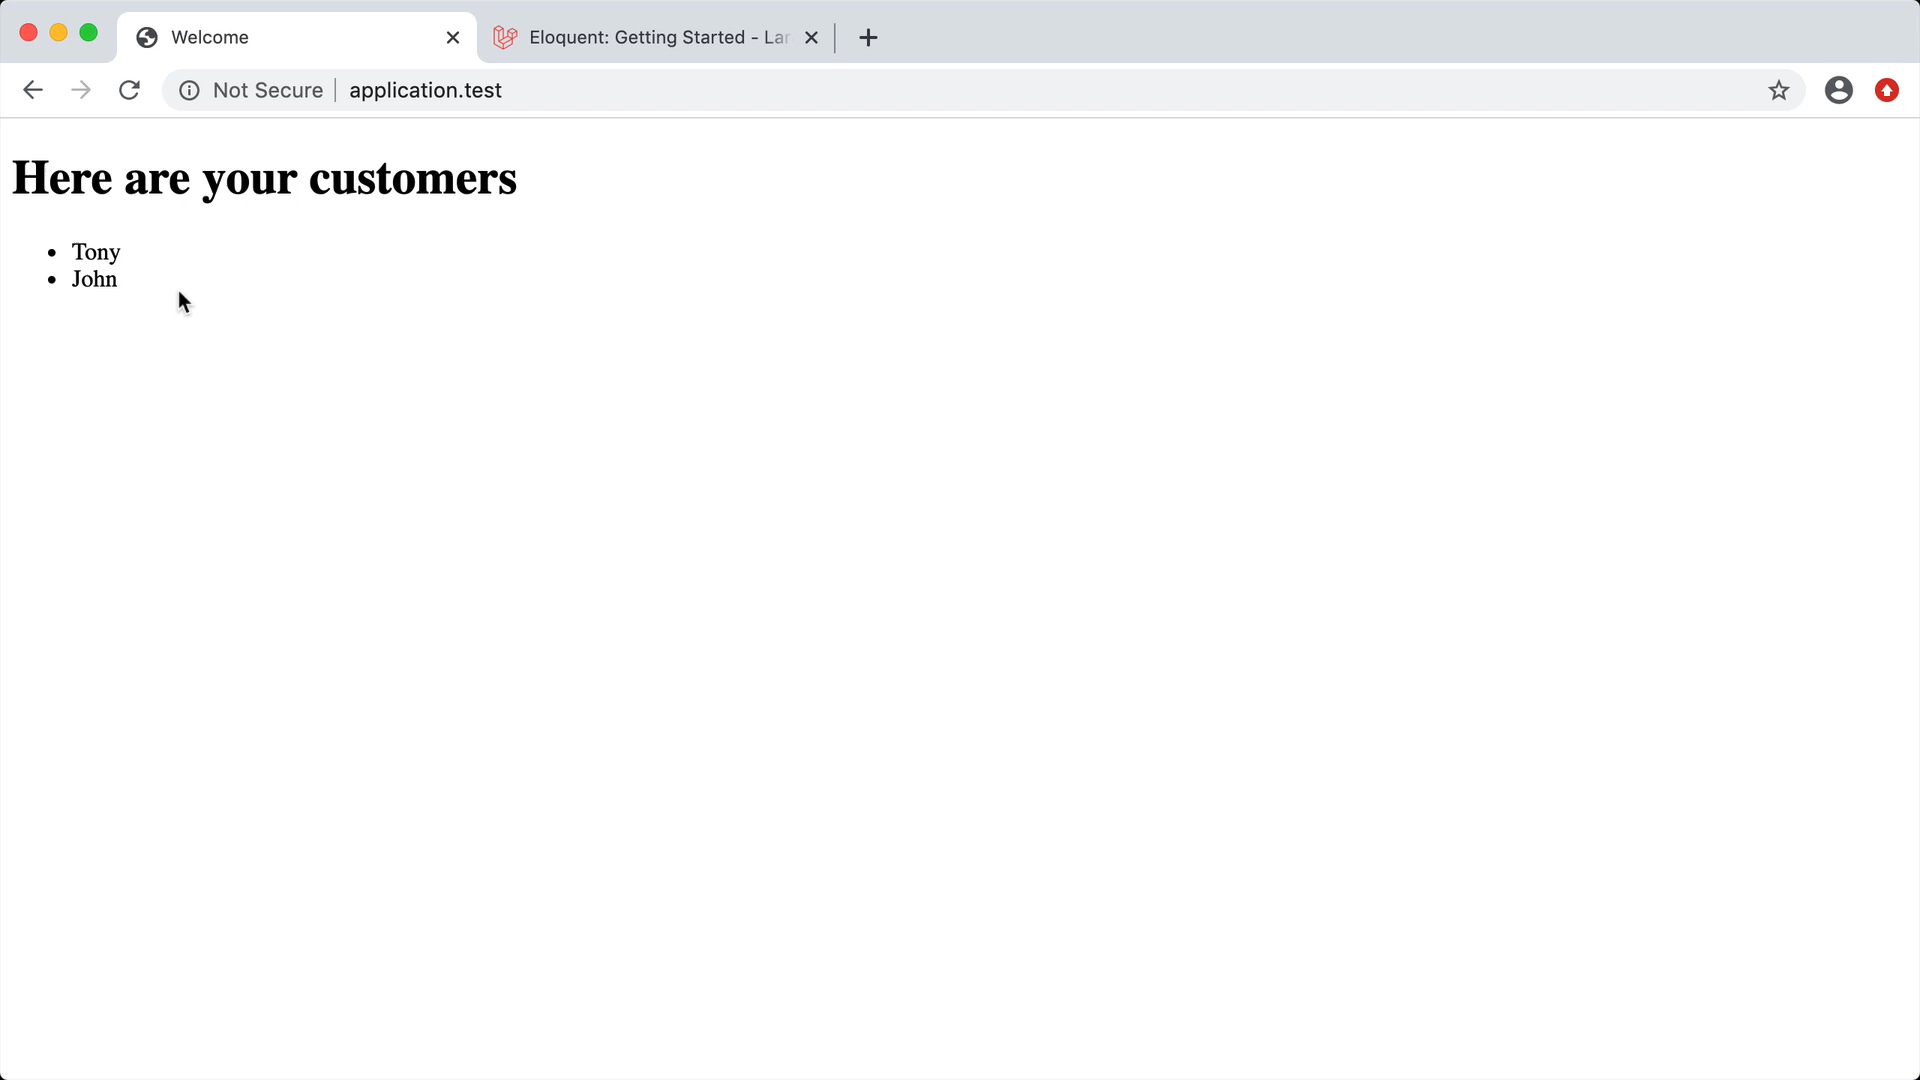 Welcome
Eloquent: Getting Started - Lar
Not Secure
application.test
Here are your customers
Tony
John